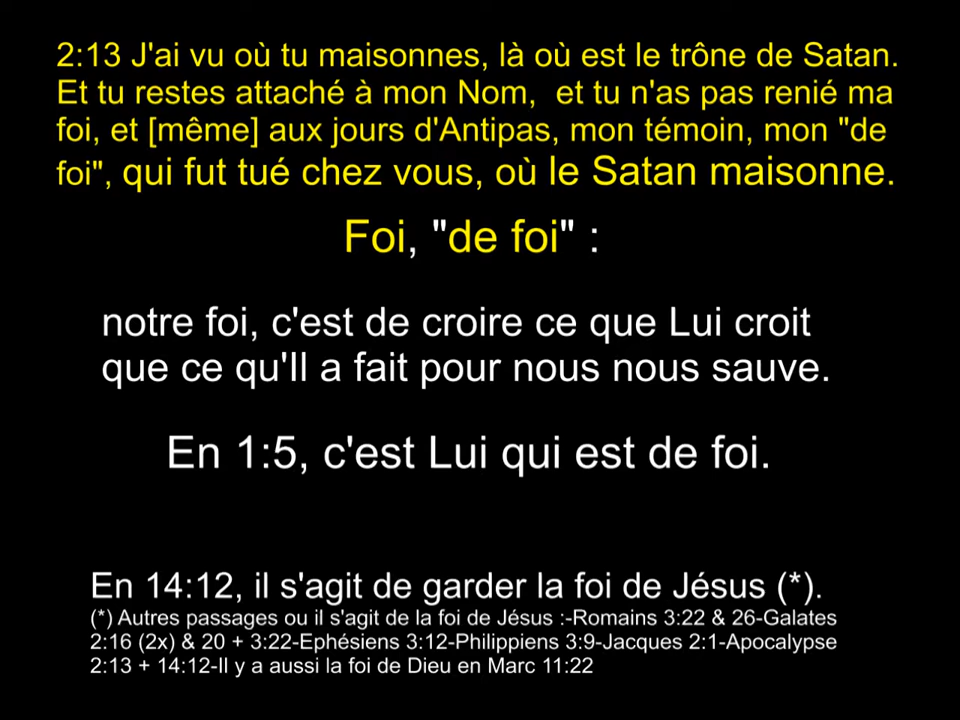 2:13 J'ai vu où tu maisonnes, là où est le trône de Satan.
Et tu restes attaché à mon Nom,  et tu n'as pas renié ma
foi, et [même] aux jours d'Antipas, mon témoin, mon "de
foi", qui fut tué chez vous, où le Satan maisonne.
Foi, "de foi" :
notre foi, c'est de croire ce que Lui croit
que ce qu'Il a fait pour nous nous sauve.
En 1:5, c'est Lui qui est de foi.
En 14:12, il s'agit de garder la foi de Jésus (*).
(*) Autres passages ou il s'agit de la foi de Jésus :-Romains 3:22 & 26-Galates
2:16 (2x) & 20 + 3:22-Ephésiens 3:12-Philippiens 3:9-Jacques 2:1-Apocalypse
2:13 + 14:12-Il y a aussi la foi de Dieu en Marc 11:22